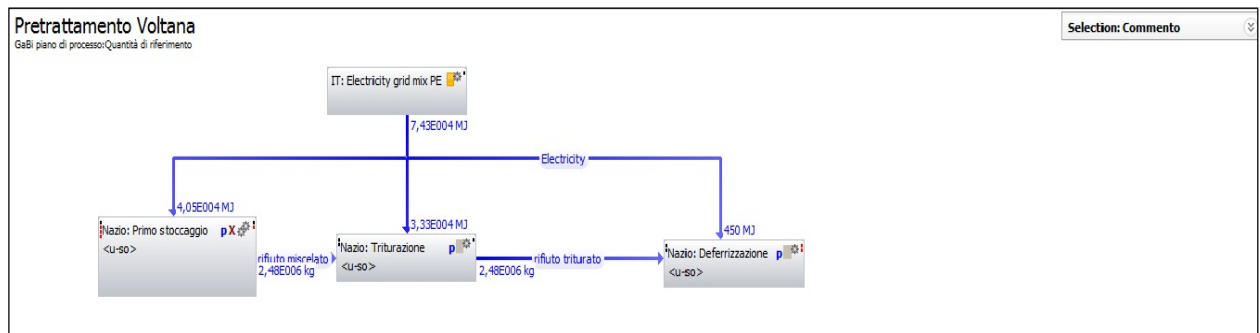 Pretrattamento Voltana
GaBi piano di processo:Quantità di riferimento
Selection: Commento
IT: Electricity grid mix PE
7,43E004 MJ
Electricity
4,05E004 MJ
3,33E004 MJ
450 MJ
Nazio: Primo stoccaggio pX
<u-so>
rifiuto miscelato
2,48E006 kg
Nazio: Triturazione p
<u-so>
rifiuto triturato
2,48E006 kg
Nazio: Deferrizzazione p
<u-so>